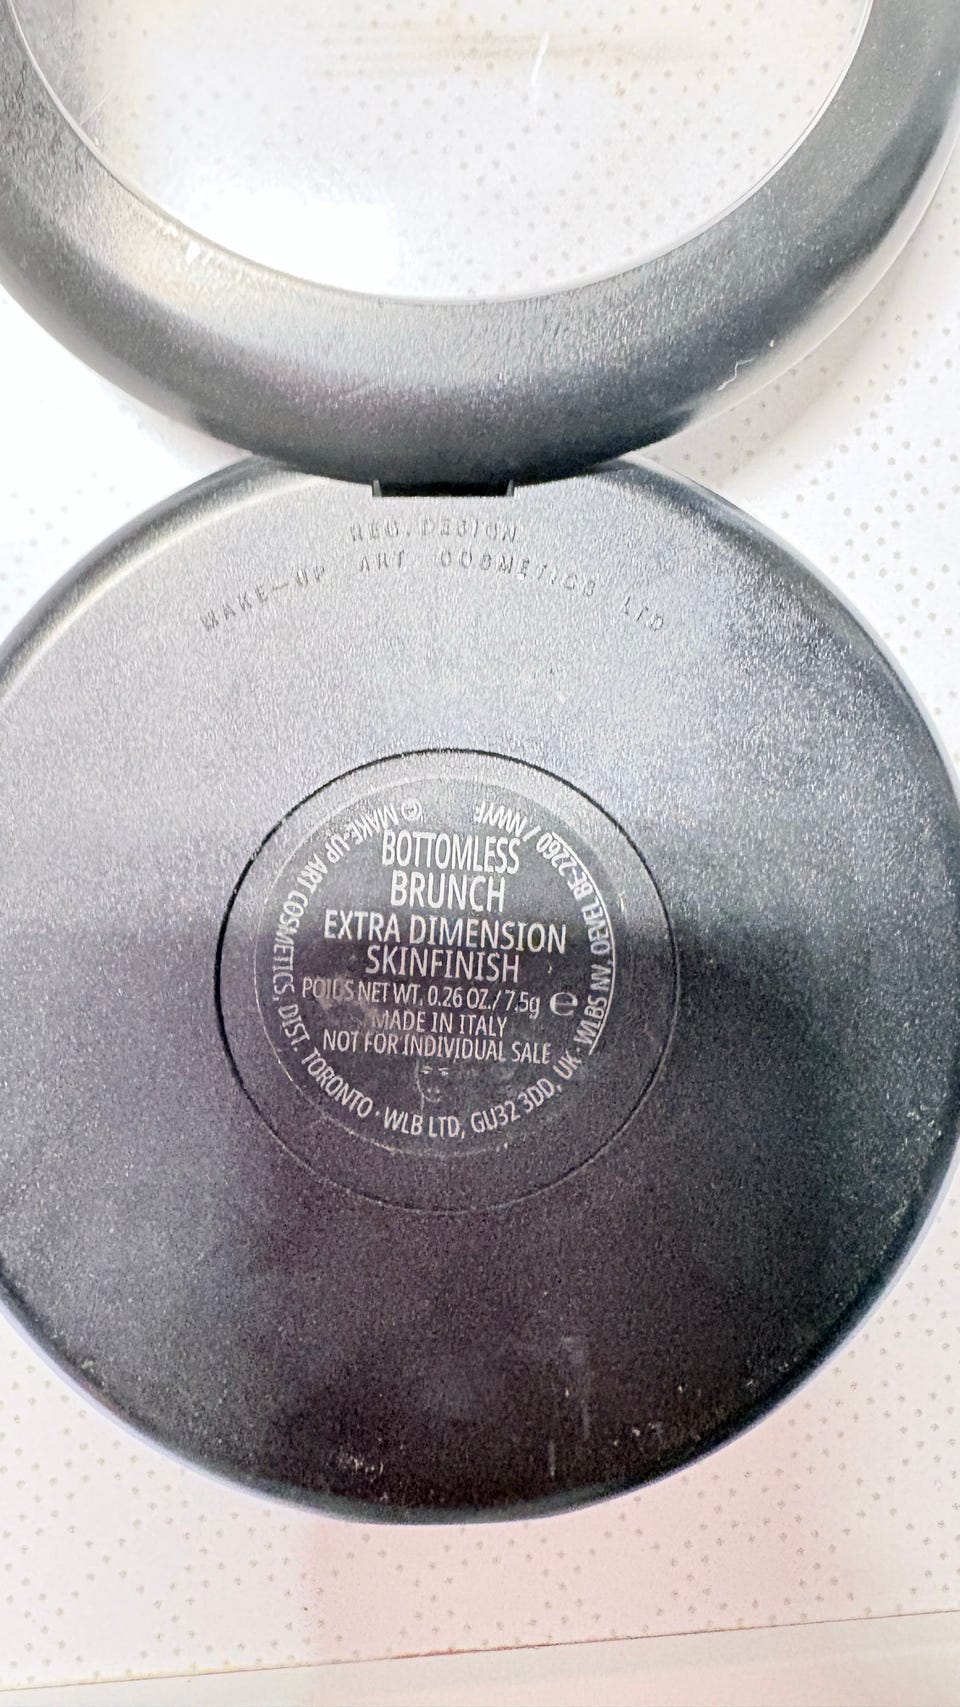 REG. DESIGN
MAKE-UP ART COSMETICS LTD
BOTTOMLESS
BRUNCH
EXTRA DIMENSION
SKINFINISH
POIDS NET WT. 0.26 OZ./ 7.5g e
MADE IN ITALY
NOT FOR INDIVIDUAL SALE
© MAKE-UP ART COSMETICS, DIST. TORONTO · WLB LTD, GU32 3DD, UK · WLBS NV, OEVEL BE-2260 / NWYF